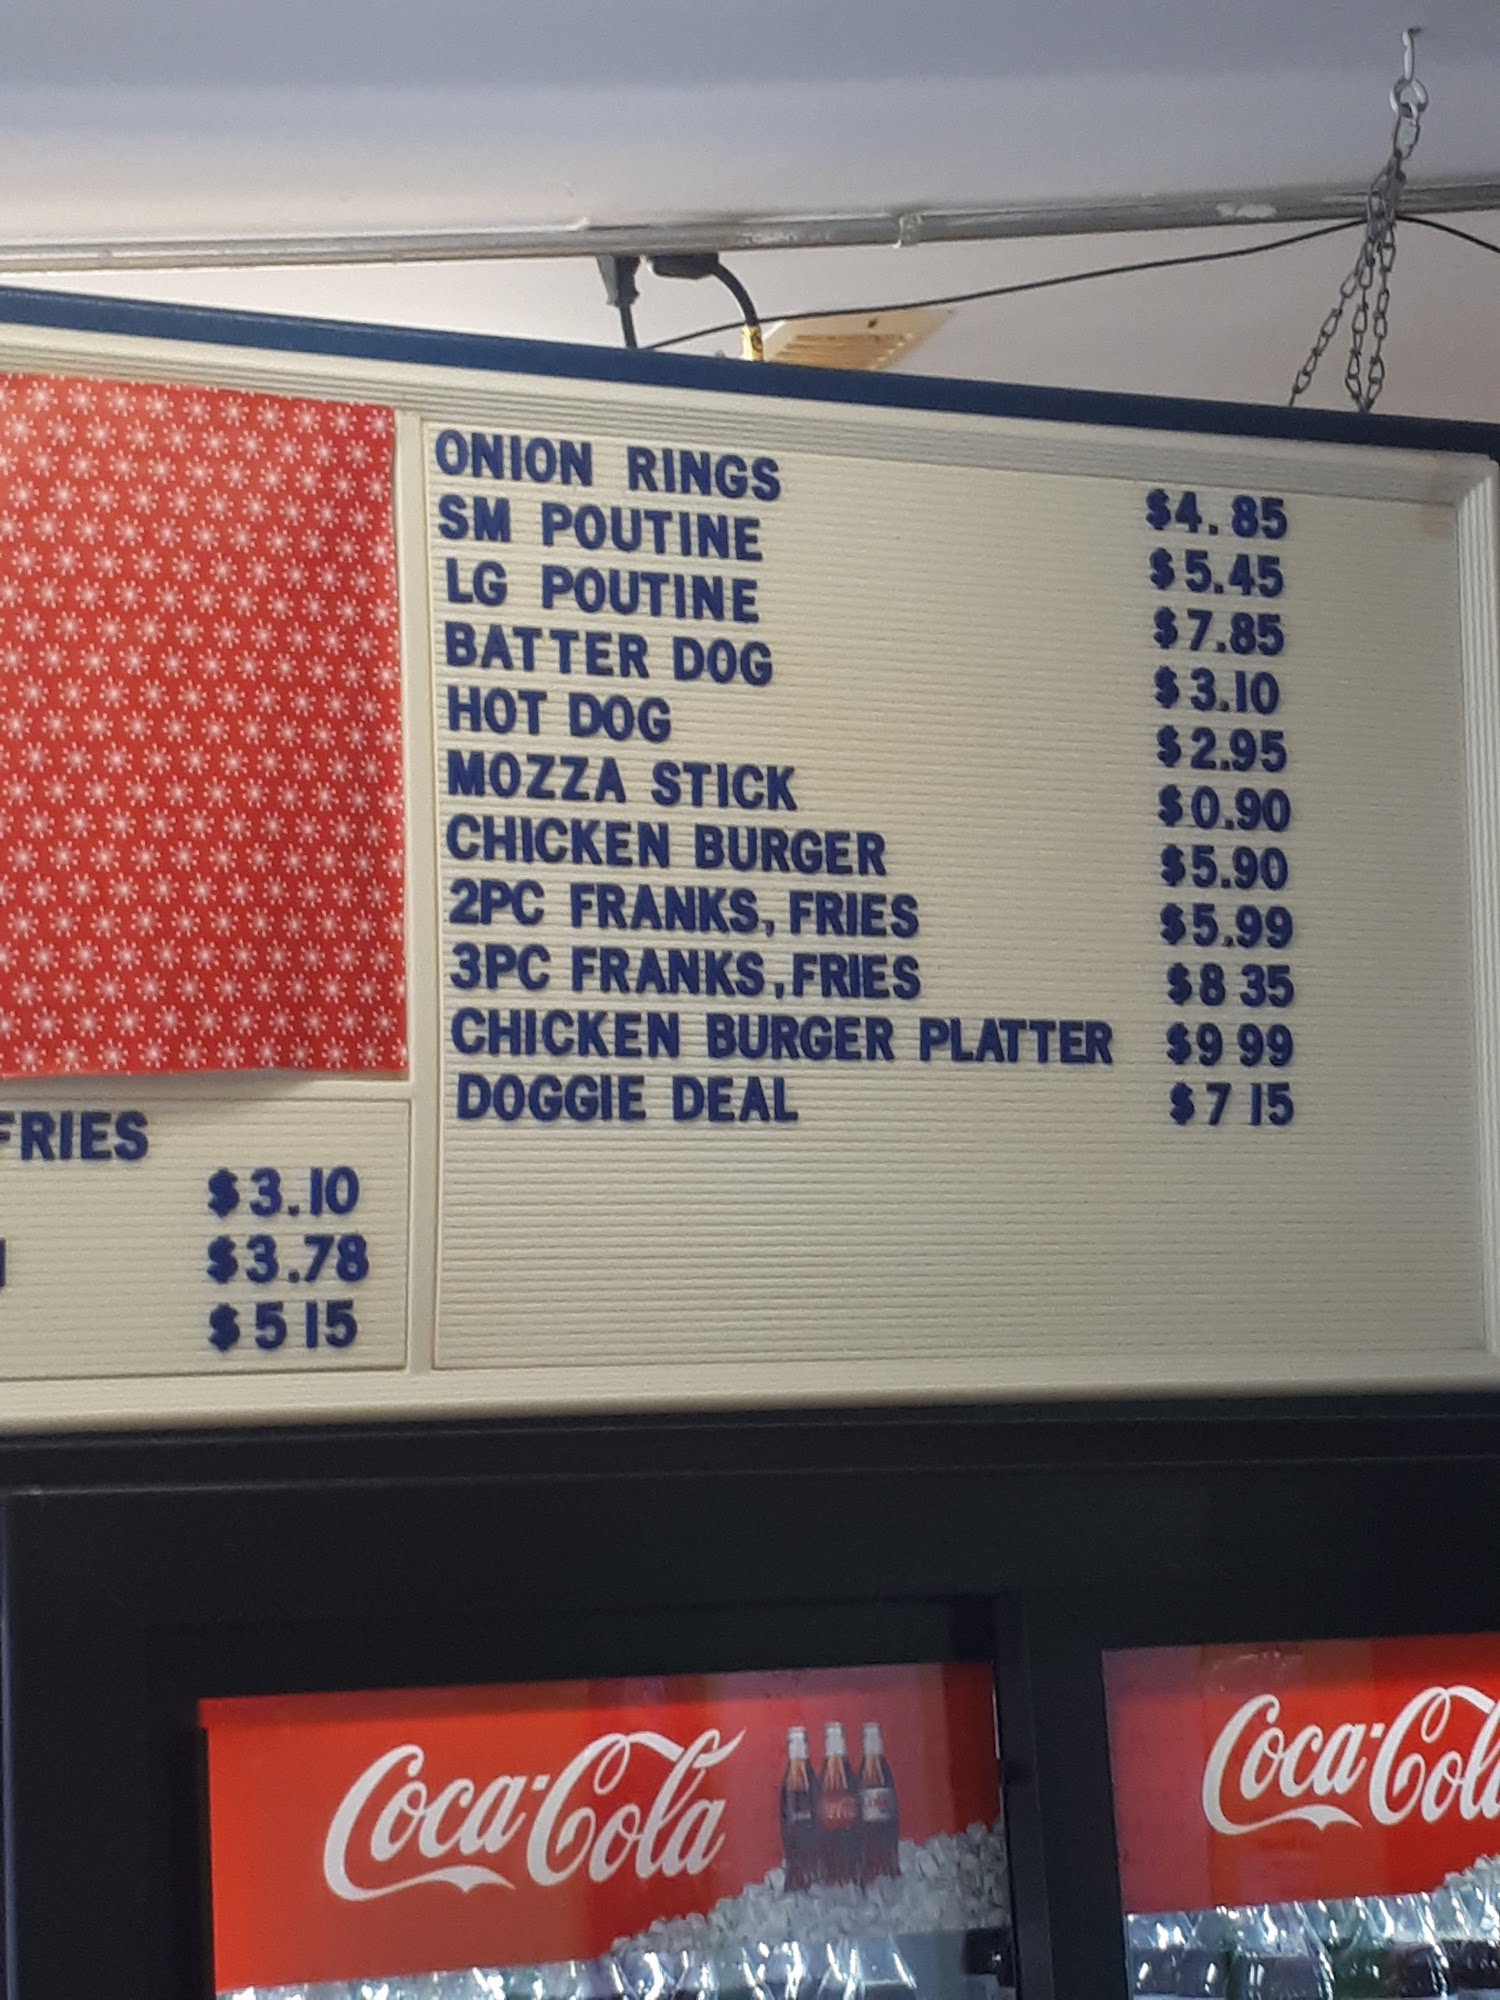 ONION RINGS $4.85
SM POUTINE $5.45
LG POUTINE $7.85
BATTER DOG $3.10
HOT DOG $2.95
MOZZA STICK $0.90
CHICKEN BURGER $5.90
2PC FRANKS, FRIES $5.99
3PC FRANKS, FRIES $8 35
CHICKEN BURGER PLATTER $9 99
DOGGIE DEAL $7 15
FRIES
$3.10
$3.78
$5 15
Coca-Cola
Coca-Cola